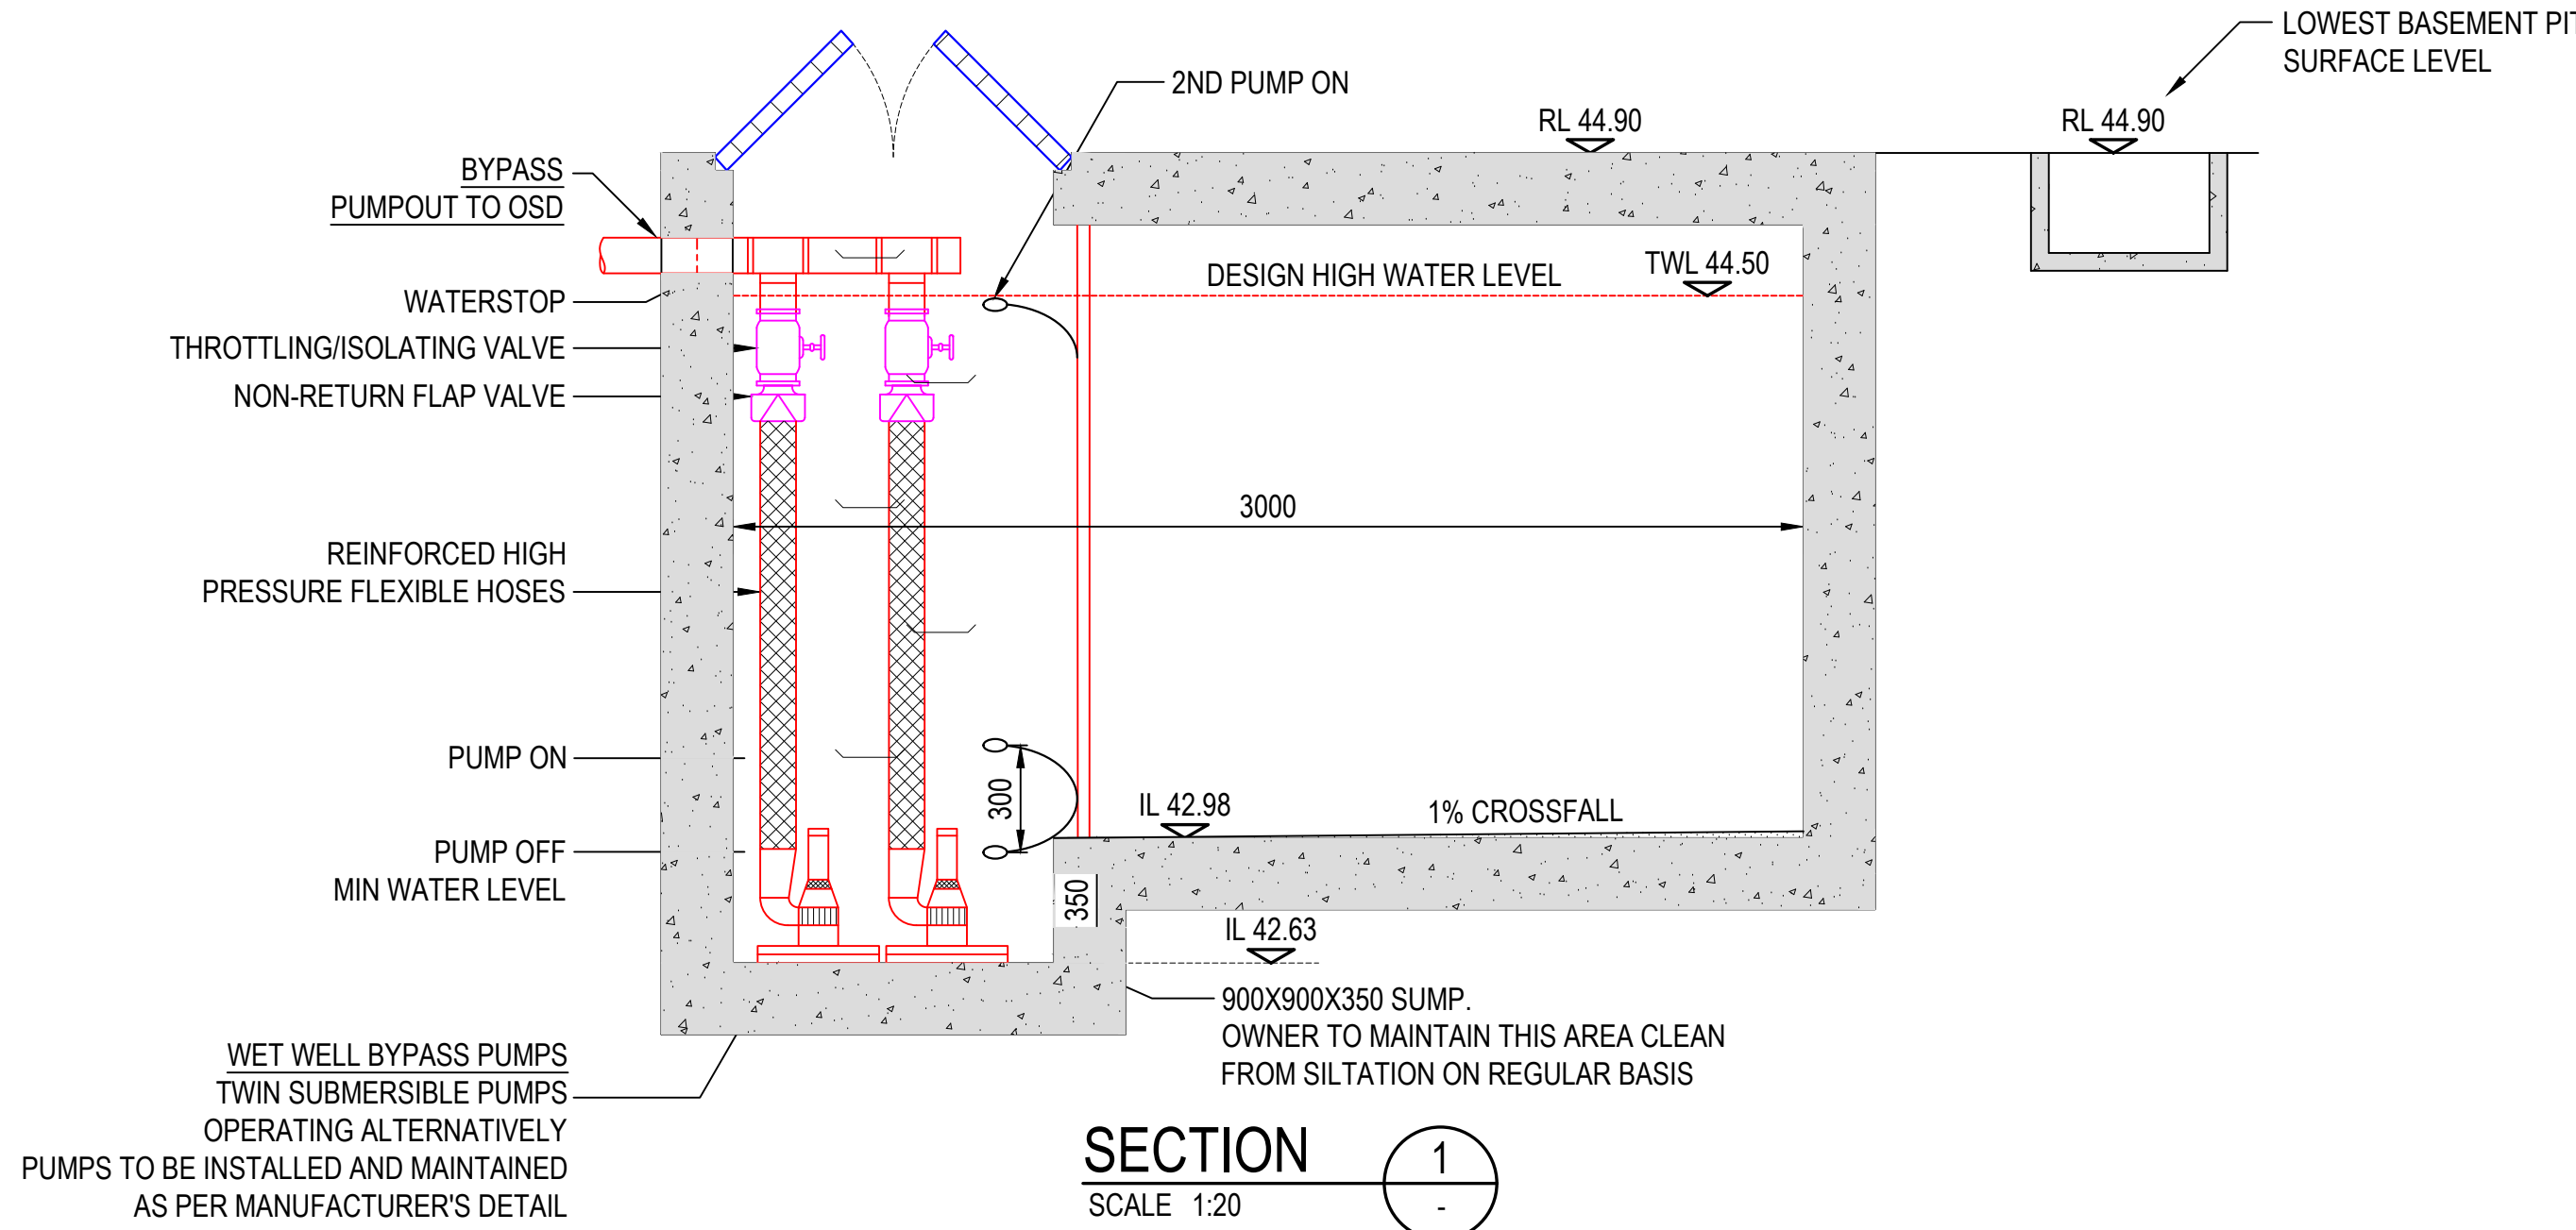 LOWEST BASEMENT PIT
SURFACE LEVEL
2ND PUMP ON
RL 44.90
RL 44.90
BYPASS
PUMPOUT TO OSD
DESIGN HIGH WATER LEVEL
TWL 44.50
WATERSTOP
THROTTLING/ISOLATING VALVE
NON-RETURN FLAP VALVE
3000
REINFORCED HIGH
PRESSURE FLEXIBLE HOSES
PUMP ON
300
IL 42.98
1% CROSSFALL
PUMP OFF
MIN WATER LEVEL
350
IL 42.63
900X900X350 SUMP.
OWNER TO MAINTAIN THIS AREA CLEAN
FROM SILTATION ON REGULAR BASIS
WET WELL BYPASS PUMPS
TWIN SUBMERSIBLE PUMPS
OPERATING ALTERNATIVELY
PUMPS TO BE INSTALLED AND MAINTAINED
AS PER MANUFACTURER'S DETAIL
SECTION
SCALE 1:20
1
-